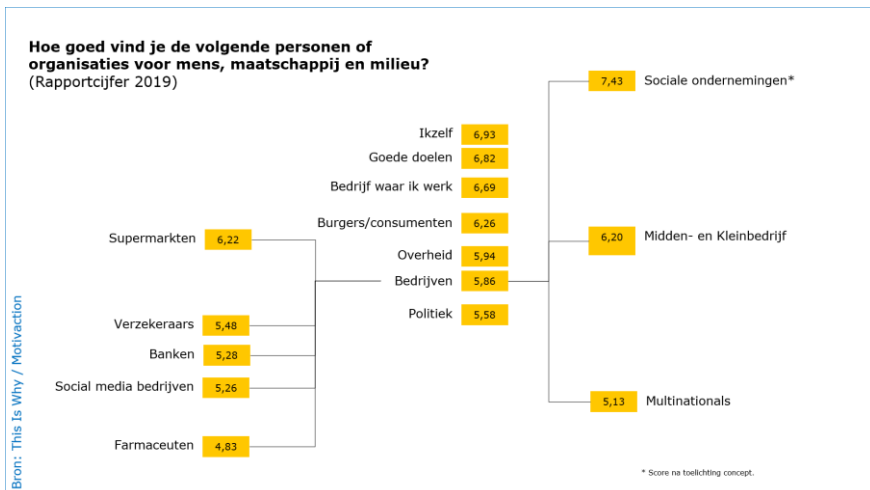 Hoe goed vind je de volgende personen of
organisaties voor mens, maatschappij en milieu?
(Rapportcijfer 2019)
7,43 Sociale ondernemingen*
Ikzelf 6,93
Goede doelen 6,82
Bedrijf waar ik werk 6,69
Burgers/consumenten 6,26
Supermarkten 6,22
6,20 Midden- en Kleinbedrijf
Overheid 5,94
Bedrijven 5,86
Politiek 5,58
Verzekeraars 5,48
Banken 5,28
Social media bedrijven 5,26
5,13 Multinationals
Farmaceuten 4,83
* Score na toelichting concept.
Bron: This Is Why / Motivaction